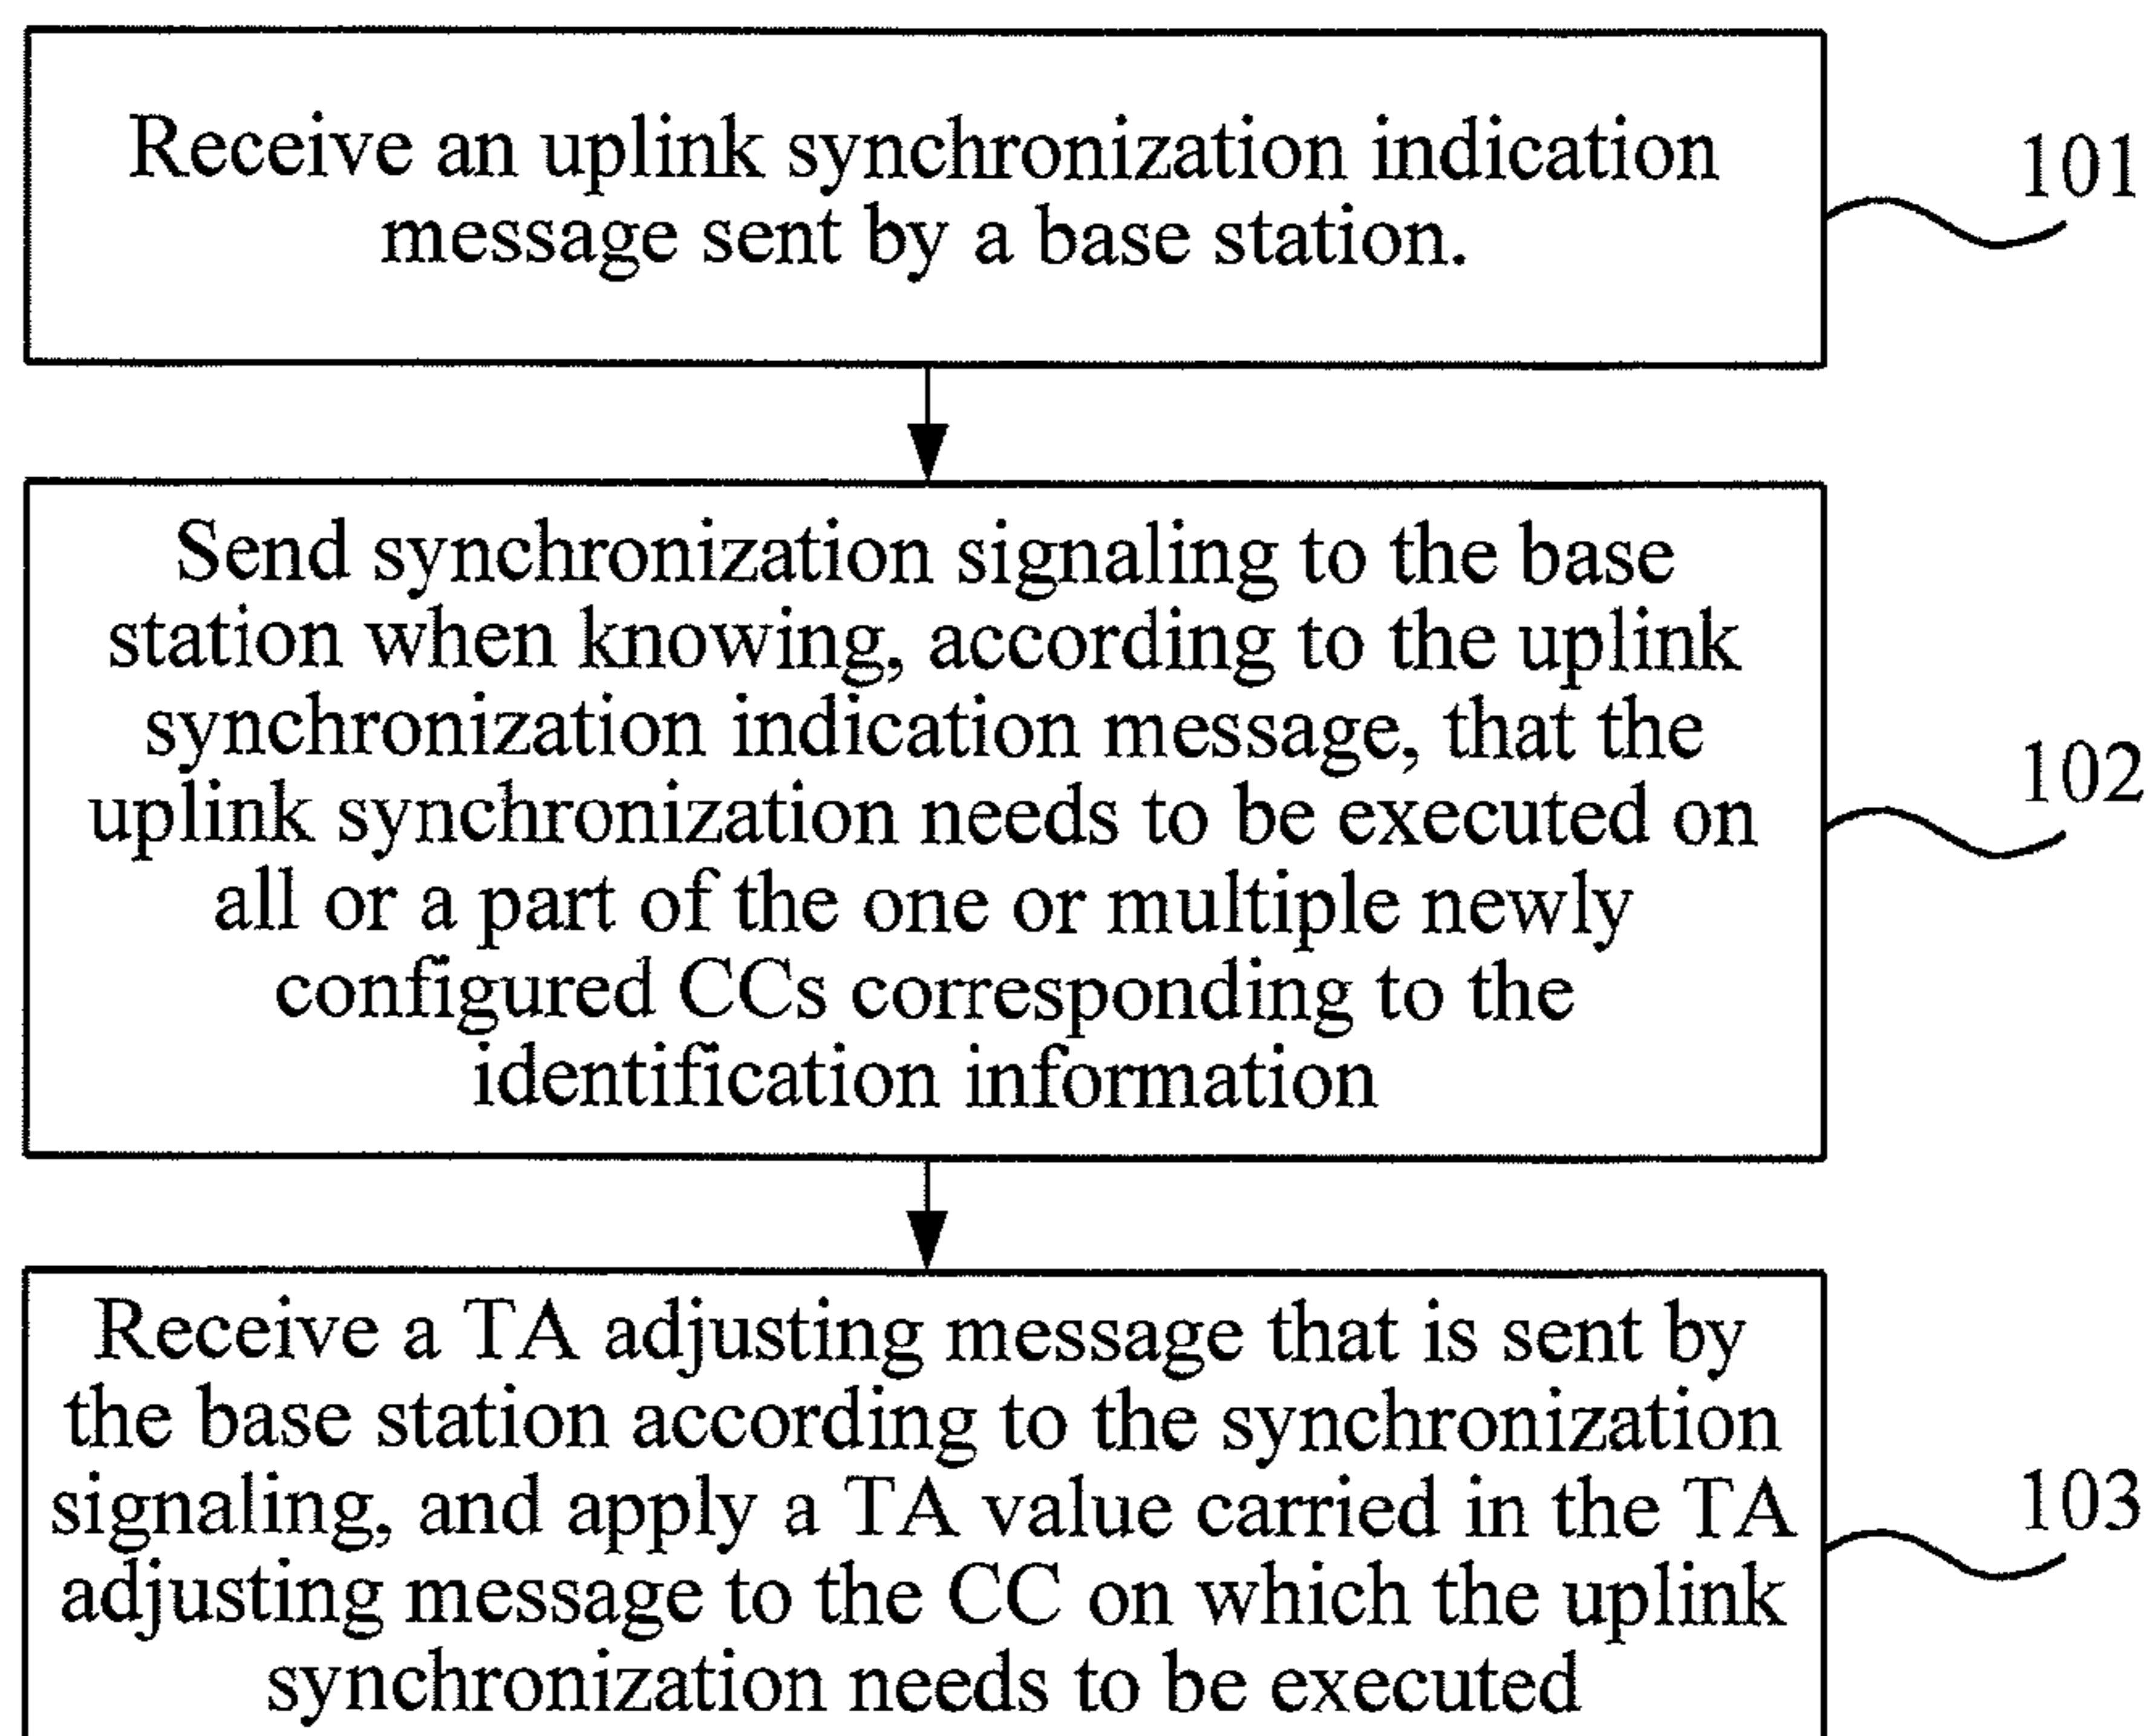 Receive an uplink synchronization indication
message sent by a base station.
101
Send synchronization signaling to the base
station when knowing, according to the uplink
synchronization indication message, that the
uplink synchronization needs to be executed on
all or a part of the one or multiple newly
configured CCs corresponding to the
identification information
102
Receive a TA adjusting message that is sent by
the base station according to the synchronization
signaling, and apply a TA value carried in the TA
adjusting message to the CC on which the uplink
synchronization needs to be executed
103